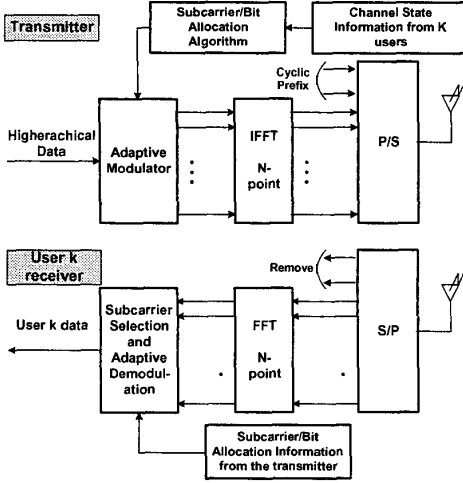 Transmitter
Subcarrier/Bit
Allocation
Algorithm
Channel State
Information from K
users
Cyclic
Prefix
Higherachical
Data
Adaptive
Modulator
IFFT
N-
point
P/S
User k
receiver
Remove
User k data
Subcarrier
Selection
and
Adaptive
Demodul-
ation
FFT
N-
point
S/P
Subcarrier/Bit
Allocation Information
from the transmitter